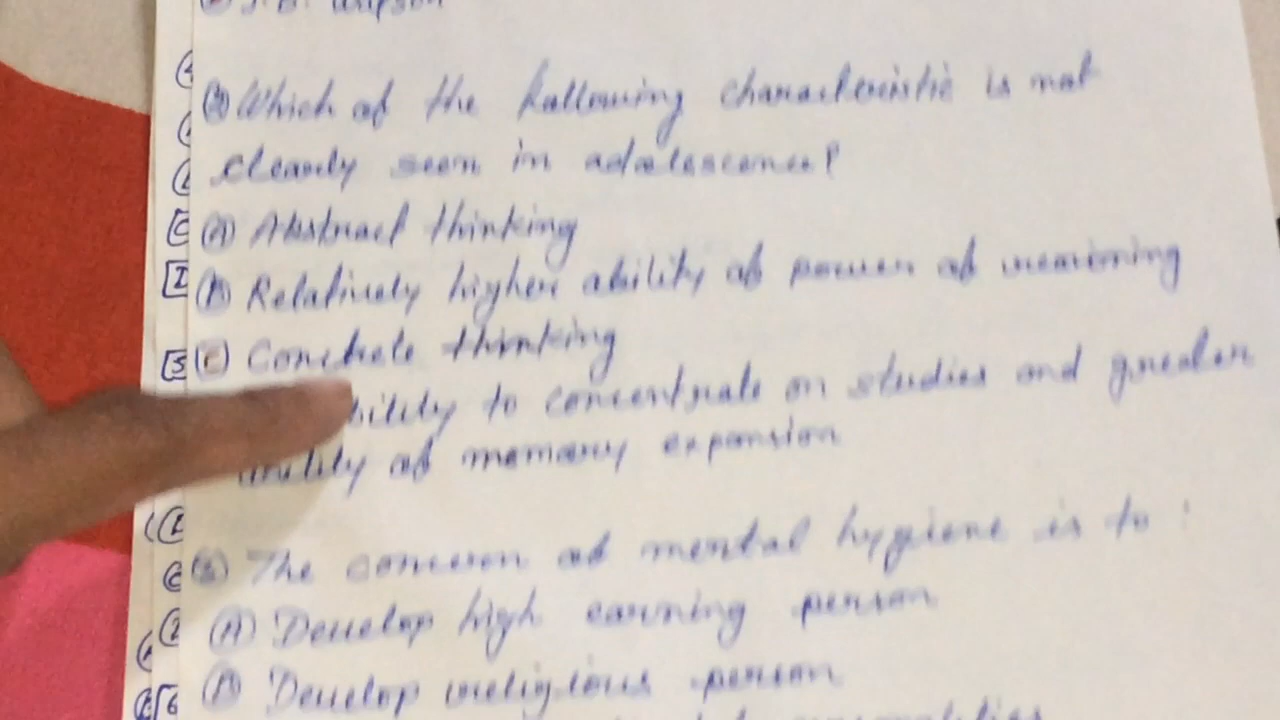 Which of the following characteristic is not
clearly seen in adolescence?
(A) Abstract thinking
(B) Relatively higher ability of power of reasoning
(C) Concrete thinking
bility to concentrate on studies and greater
ability of memory expansion
The concern of mental hygiene is to :
(A) Develop high earning person
(B) Develop religious person